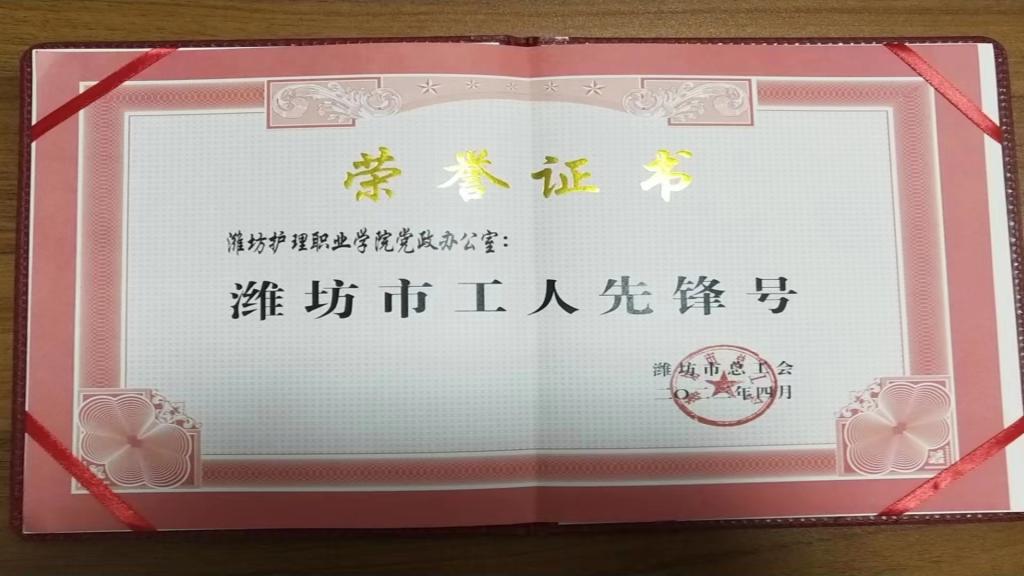 荣誉证书
潍坊护理职业学院党政办公室：
潍坊市工人先锋号
潍坊市总工会
年四月